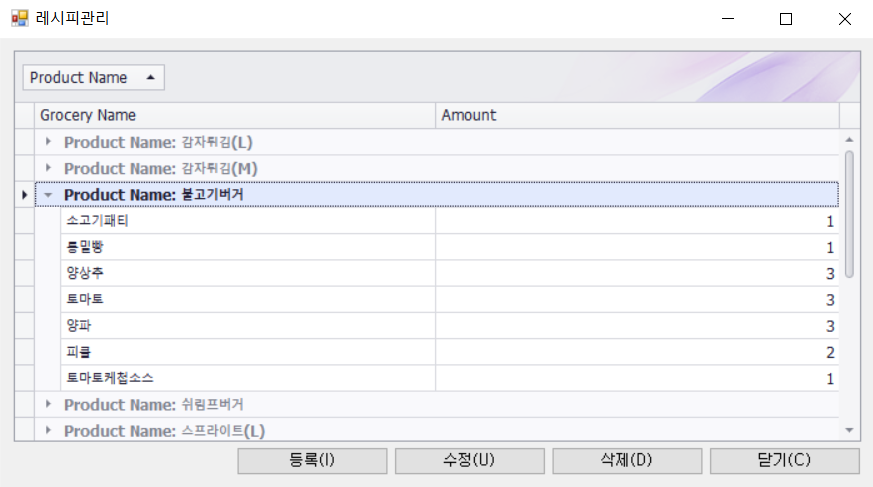 레시피관리
Product Name
Grocery Name Amount
Product Name: 감자튀김(L)
Product Name: 감자튀김(M)
Product Name: 불고기버거
소고기패티 1
통밀빵 1
양상추 3
토마토 3
양파 3
피클 2
토마토케첩소스 1
Product Name: 쉬림프버거
Product Name: 스프라이트(L)
등록(I) 수정(U) 삭제(D) 닫기(C)